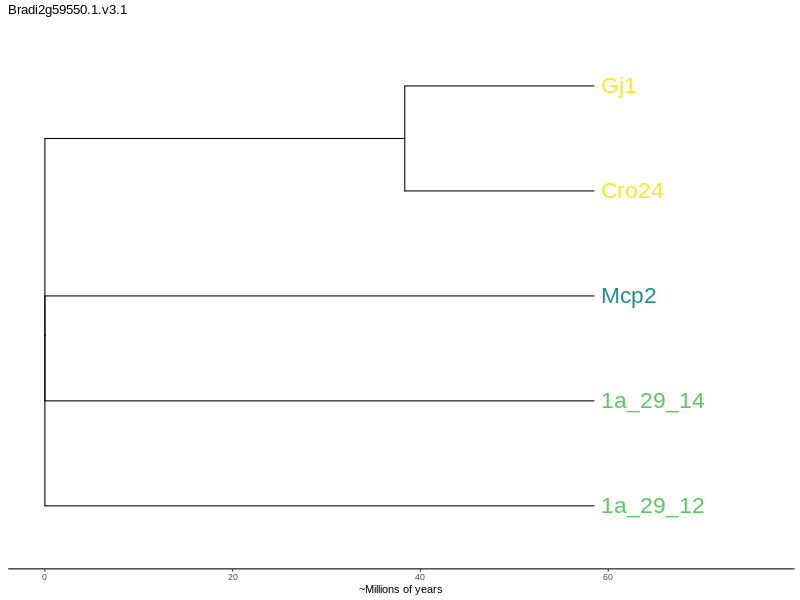 Bradi2g59550.1.v3.1
Gj1
Cro24
Mcp2
1a_29_14
1a_29_12
0 20 40 60
~Millions of years